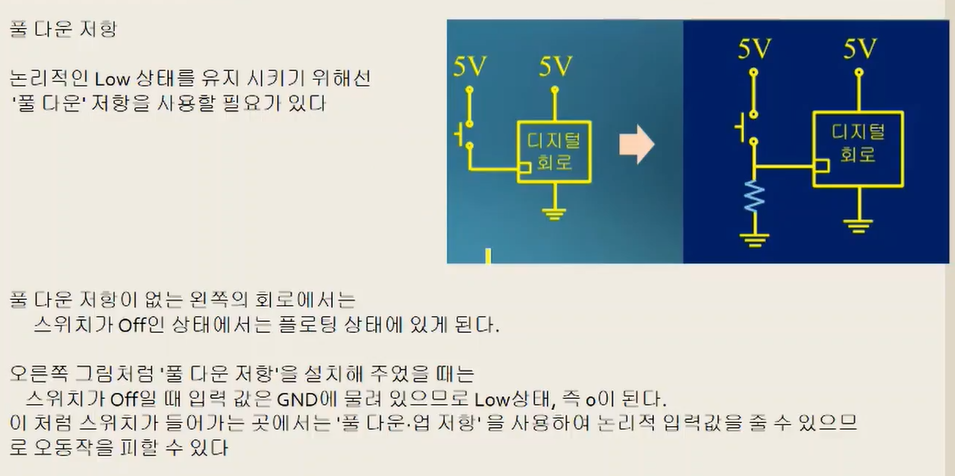 풀 다운 저항
논리적인 Low 상태를 유지 시키기 위해선
'풀 다운' 저항을 사용할 필요가 있다
5V 5V
디지털
회로
5V 5V
디지털
회로
풀 다운 저항이 없는 왼쪽의 회로에서는
스위치가 Off인 상태에서는 플로팅 상태에 있게 된다.
오른쪽 그림처럼 '풀 다운 저항'을 설치해 주었을 때는
스위치가 Off일 때 입력 값은 GND에 물려 있으므로 Low상태, 즉 0이 된다.
이 처럼 스위치가 들어가는 곳에서는 '풀 다운·업 저항' 을 사용하여 논리적 입력값을 줄 수 있으므
로 오동작을 피할 수 있다